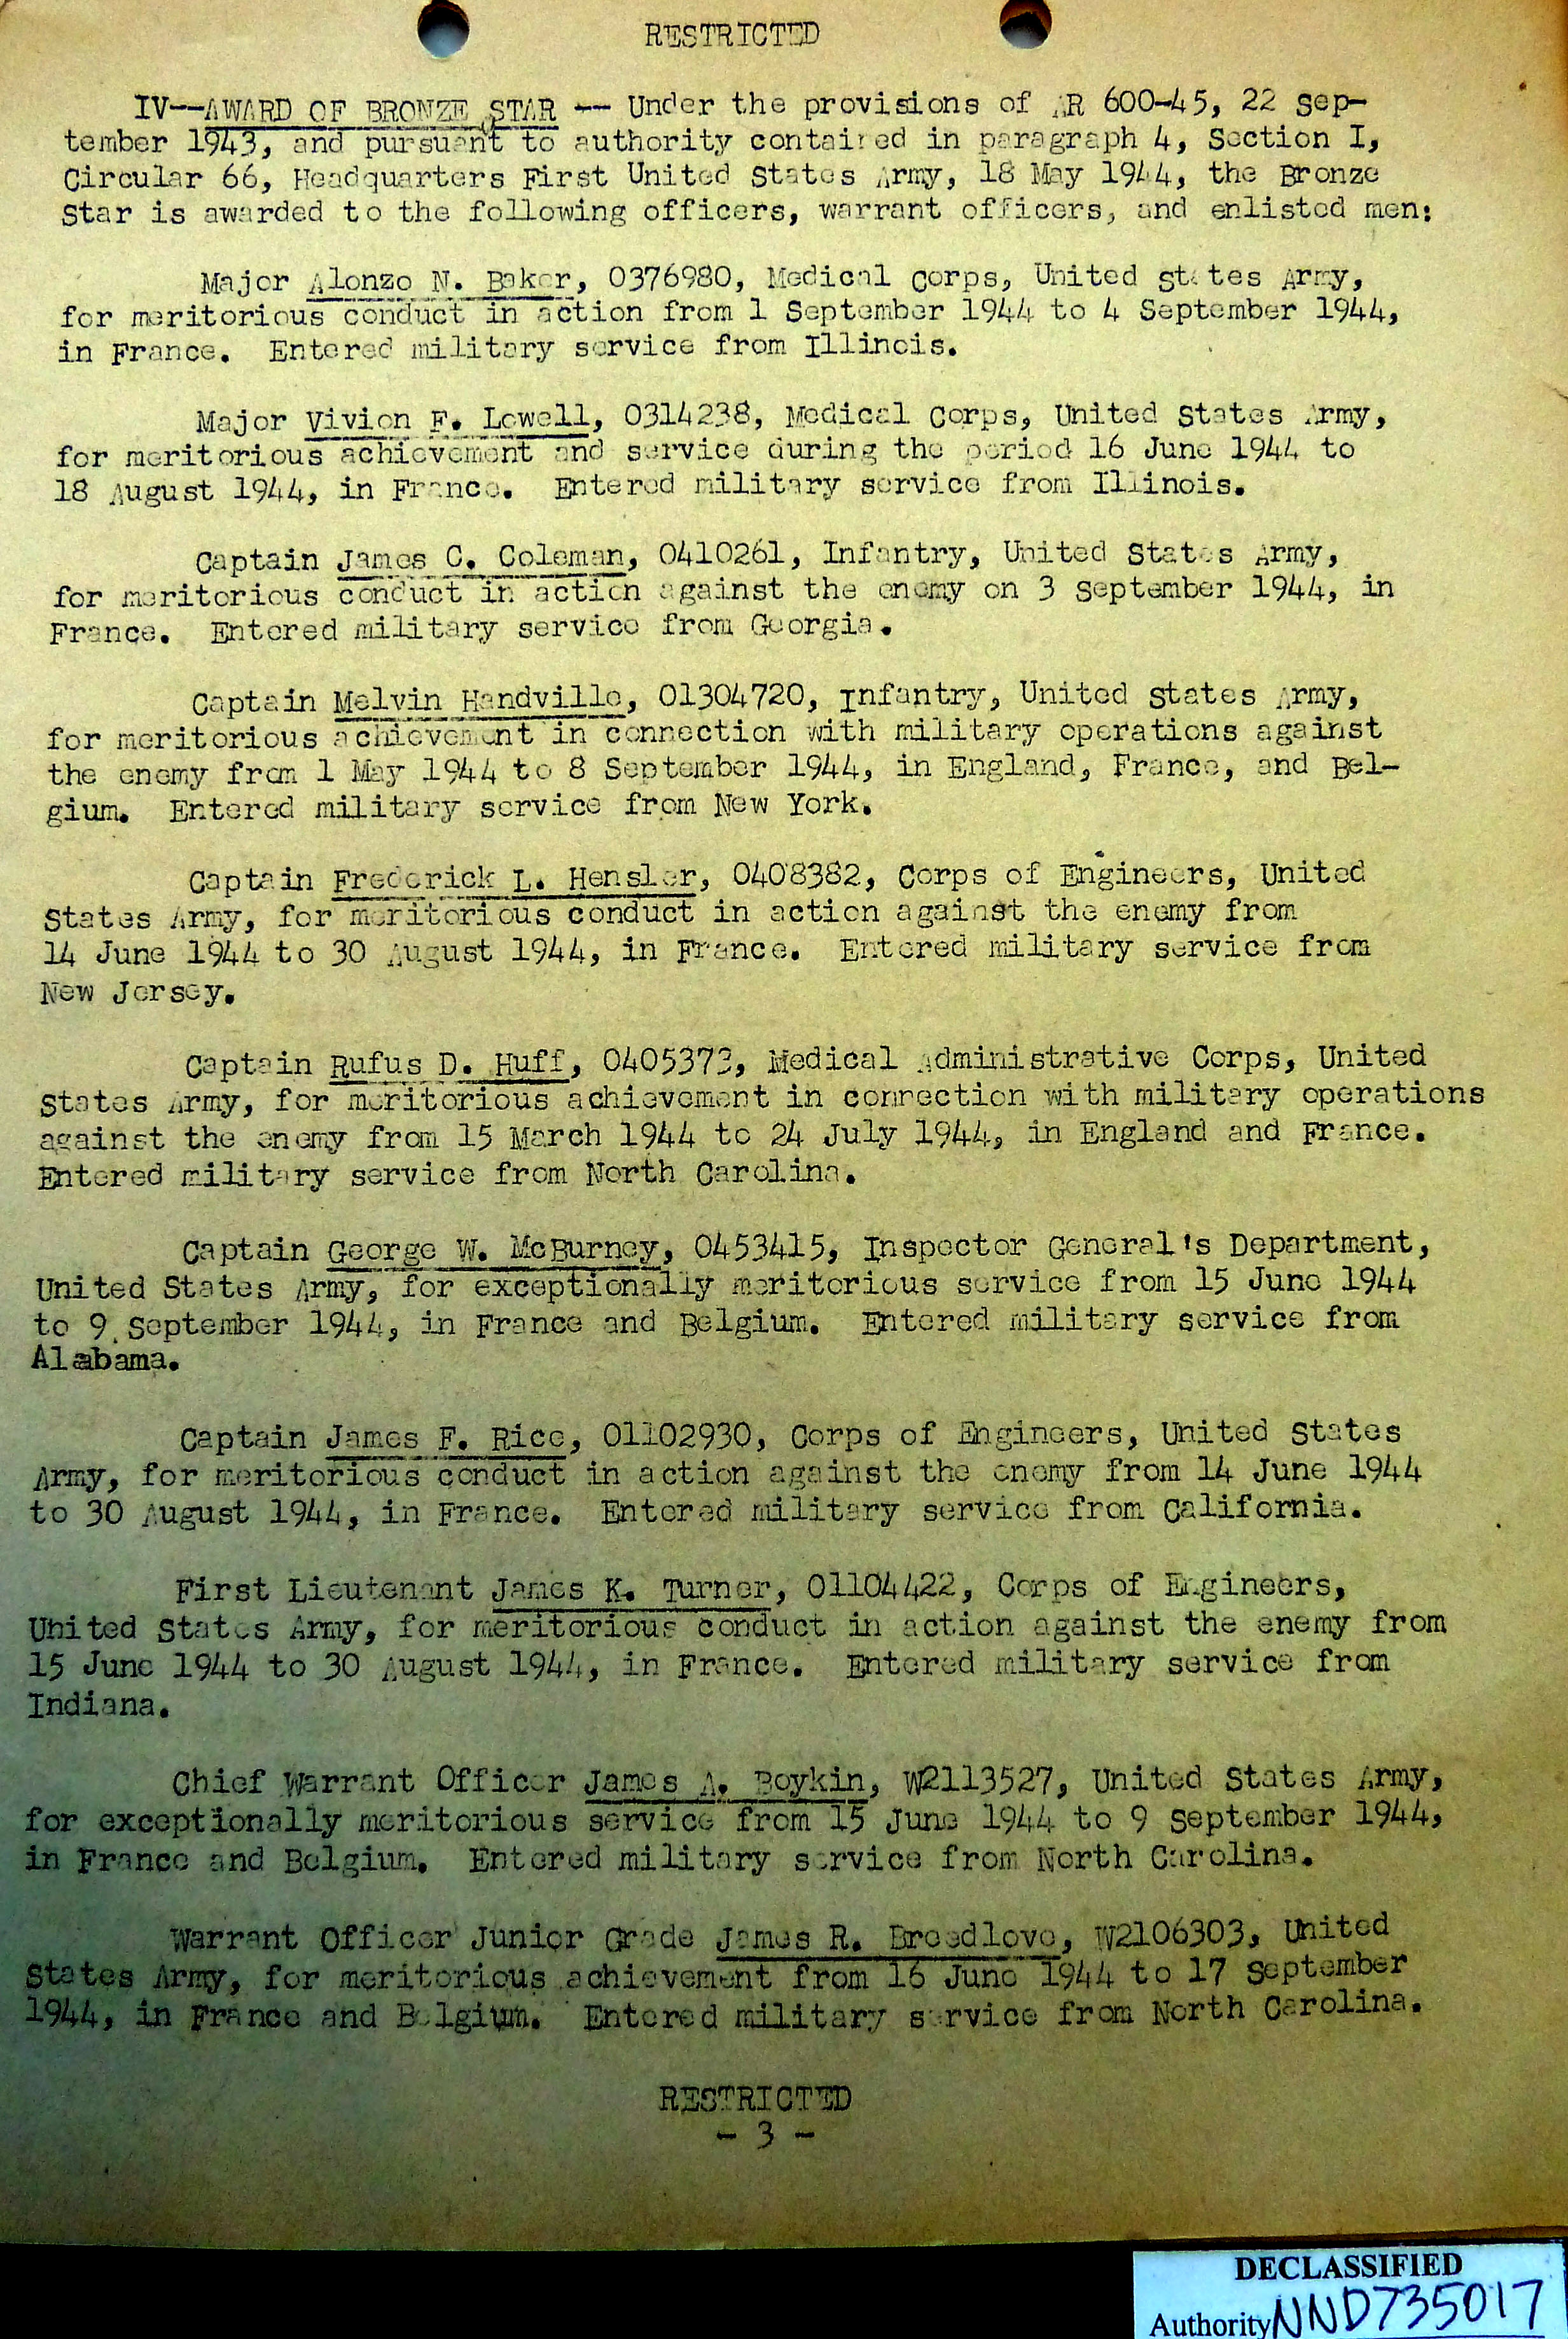 RESTRICTED
IV--AWARD OF BRONZE STAR -- Under the provisions of AR 600-45, 22 Sep-
tember 1943, and pursuant to authority contained in paragraph 4, Section I,
Circular 66, Headquarters First United States Army, 18 May 1944, the Bronze
Star is awarded to the following officers, warrant officers, and enlisted men:
Major Alonzo N. Baker, 0376980, Medical Corps, United States Army,
for meritorious conduct in action from 1 September 1944 to 4 September 1944,
in France. Entered military service from Illinois.
Major Vivion F. Lowell, 0314238, Medical Corps, United States Army,
for meritorious achievement and service during the period 16 June 1944 to
18 August 1944, in France. Entered military service from Illinois.
Captain James C. Coleman, 0410261, Infantry, United States Army,
for meritorious conduct in action against the enemy on 3 September 1944, in
France. Entered military service from Georgia.
Captain Melvin Handville, 01304720, Infantry, United States Army,
for meritorious achievement in connection with military operations against
the enemy from 1 May 1944 to 8 September 1944, in England, France, and Bel-
gium. Entered military service from New York.
Captain Frederick L. Hensler, 0408382, Corps of Engineers, United
States Army, for meritorious conduct in action against the enemy from
14 June 1944 to 30 August 1944, in France. Entered military service from
New Jersey.
Captain Rufus D. Huff, Medical Administrative Corps, United
States Army, for meritorious achievement in connection with military operations
against the enemy from 15 March 1944 to 24 July 1944, in England and France.
Entered military service from North Carolina.
Captain George W. McBurney, 0453415, Inspector General's Department,
United States Army, for exceptionally meritorious service from 15 June 1944
to 9 September 1944, in France and Belgium. Entered military service from
Alabama.
Captain James F. Rice, 01102930, Corps of Engineers, United States
Army, for meritorious conduct in action against the enemy from 14 June 1944
to 30 August 1944, in France. Entered military service from California.
First Lieutenant James K. Turner, 01104422, Corps of Engineers,
United States Army, for meritorious conduct in action against the enemy from
15 June 1944 to 30 August 1944, in France. Entered military service from
Indiana.
Chief Warrant Officer James A. Boykin, W2113527, United States Army,
for exceptionally meritorious service from 15 June 1944 to 9 September 1944,
in France and Belgium. Entered military service from North Carolina.
Warrant Officer Junior Grade James R. Breedlove, W2106303, United
States Army, for meritorious achievement from 16 June 1944 to 17 September
1944, in France and Belgium. Entered military service from North Carolina.
RESTRICTED
- 3 -
DECLASSIFIED
Authority NND735017